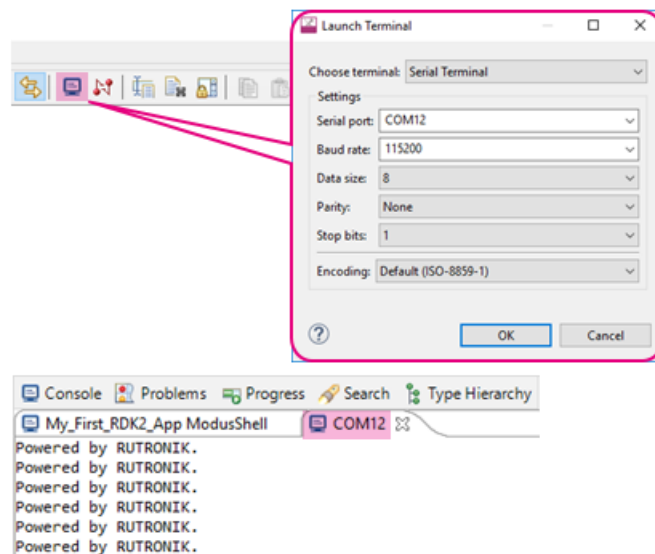 Launch Terminal
Choose terminal: Serial Terminal
Settings
Serial port: COM12
Baud rate: 115200
Data size: 8
Parity: None
Stop bits: 1
Encoding: Default (ISO-8859-1)
OK Cancel
Console Problems Progress Search Type Hierarchy
My_First_RDK2_App ModusShell COM12
Powered by RUTRONIK.
Powered by RUTRONIK.
Powered by RUTRONIK.
Powered by RUTRONIK.
Powered by RUTRONIK.
Powered by RUTRONIK.